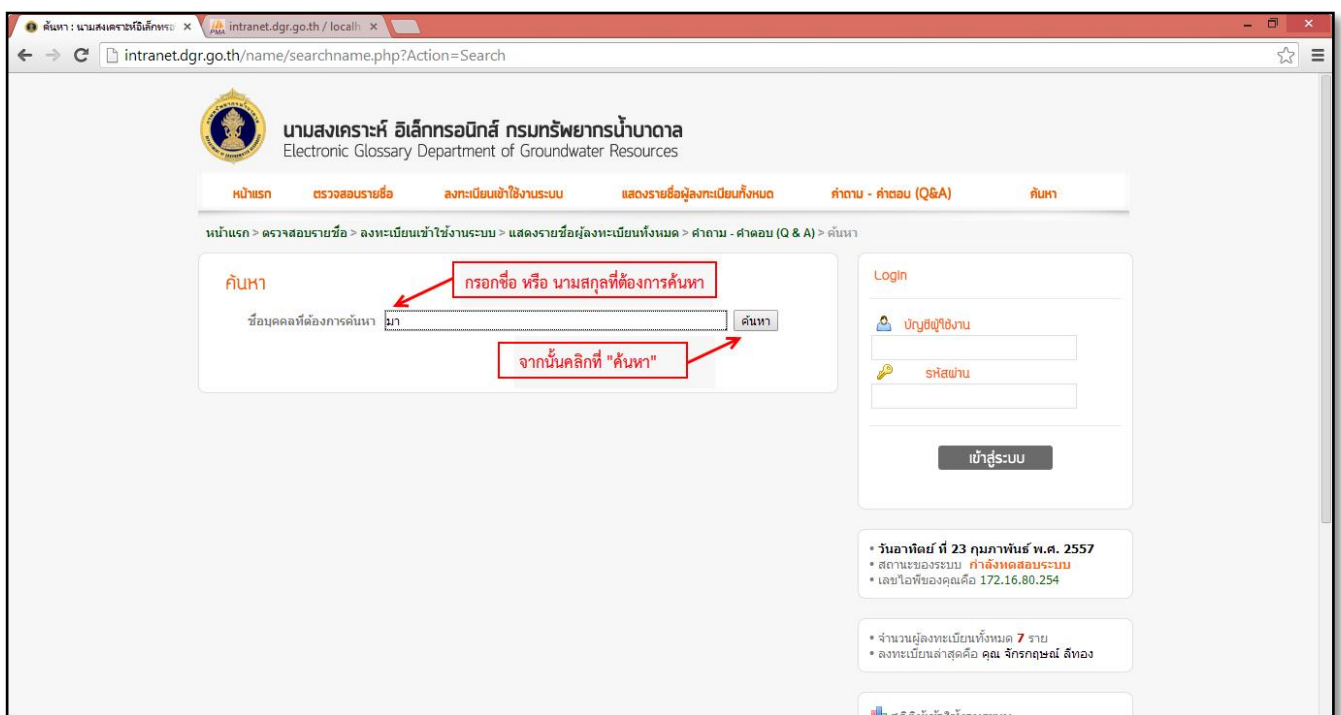 ค้นหา : นามสงเคราะห์อิเล็กทรอ
intranet.dgr.go.th / localh
intranet.dgr.go.th/name/searchname.php?Action=Search
นามสงเคราะห์ อิเล็กทรอนิกส์ กรมทรัพยากรน้ำบาดาล
Electronic Glossary Department of Groundwater Resources
หน้าแรก ตรวจสอบรายชื่อ ลงทะเบียนเข้าใช้งานระบบ แสดงรายชื่อผู้ลงทะเบียนทั้งหมด คำถาม - คำตอบ (Q&A) ค้นหา
หน้าแรก > ตรวจสอบรายชื่อ > ลงทะเบียนเข้าใช้งานระบบ > แสดงรายชื่อผู้ลงทะเบียนทั้งหมด > คำถาม - คำตอบ (Q & A) > ค้นหา
ค้นหา
กรอกชื่อ หรือ นามสกุลที่ต้องการค้นหา
ชื่อบุคคลที่ต้องการค้นหา มา ค้นหา
จากนั้นคลิกที่ "ค้นหา"
Login
บัญชีผู้ใช้งาน
รหัสผ่าน
เข้าสู่ระบบ
• วันอาทิตย์ ที่ 23 กุมภาพันธ์ พ.ศ. 2557
• สถานะของระบบ กำลังทดสอบระบบ
• เลขไอพีของคุณคือ 172.16.80.254
• จำนวนผู้ลงทะเบียนทั้งหมด 7 ราย
• ลงทะเบียนล่าสุดคือ คุณ จักรกฤษณ์ ลีทอง